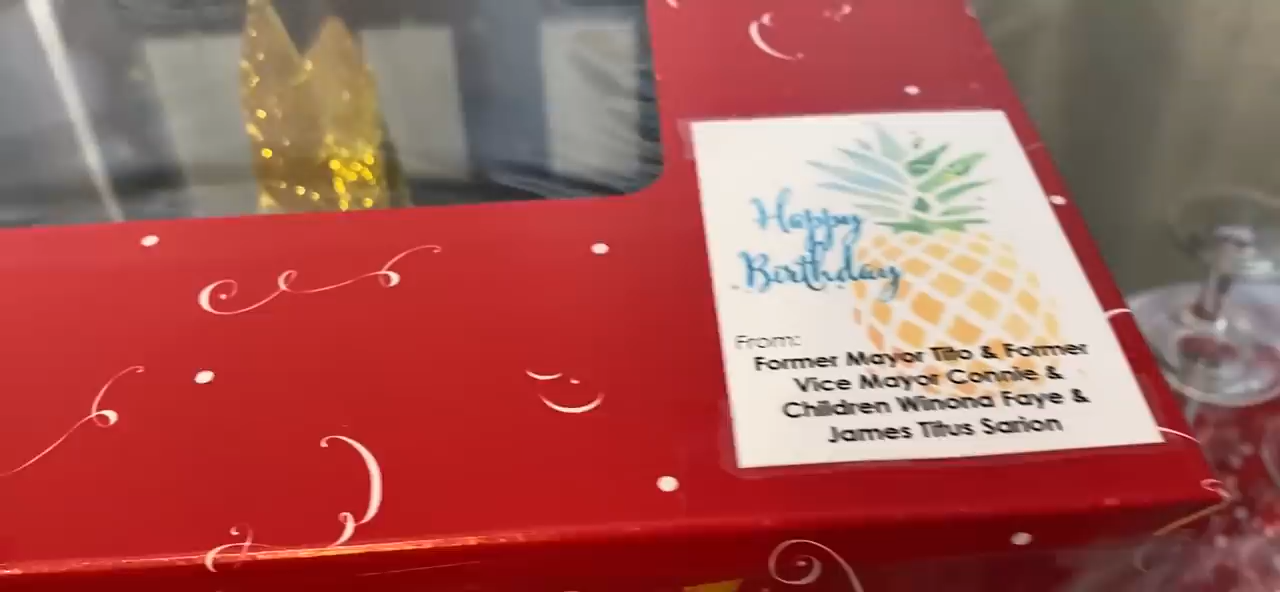 Happy
Birthday
From:
Former Mayor Tito & Former
Vice Mayor Connie &
Children Winona Faye &
James Titus Sarion